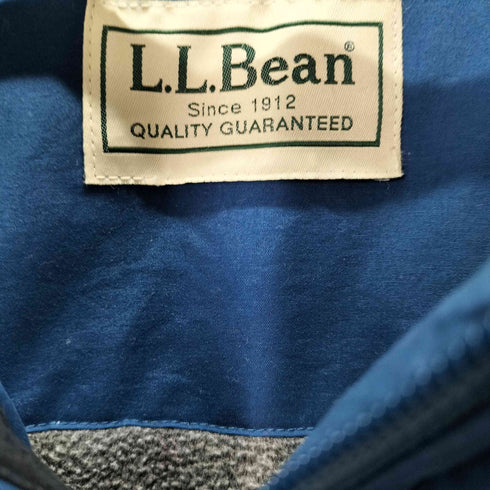 L.L.Bean®
Since 1912
QUALITY GUARANTEED